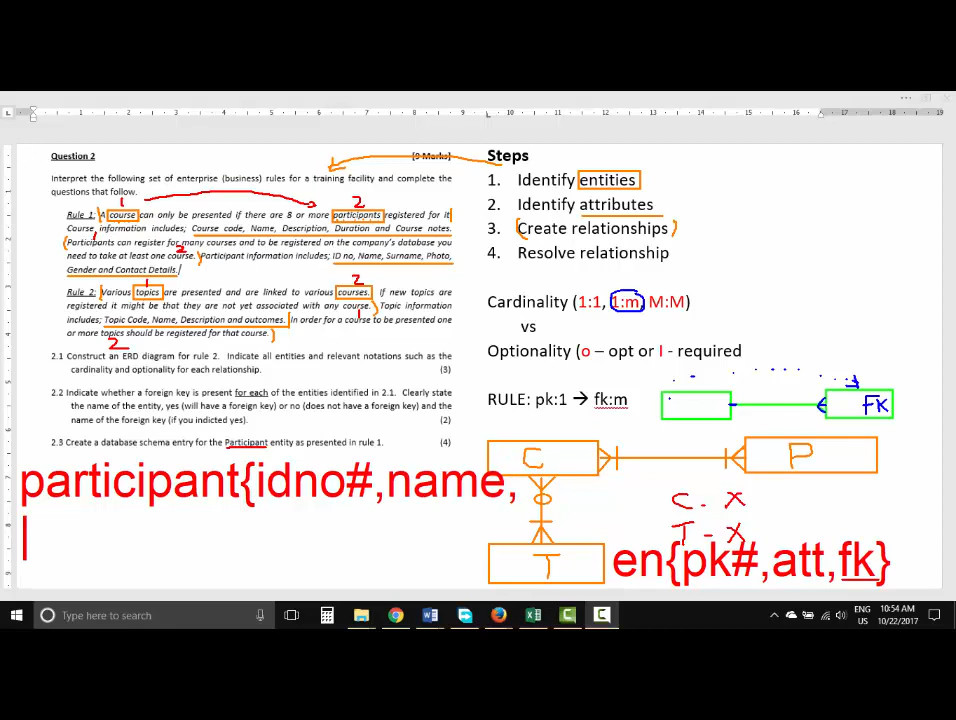 Question 2
[9 Marks]
Interpret the following set of enterprise (business) rules for a training facility and complete the
questions that follow.
1
2
Rule 1: A course can only be presented if there are 8 or more participants registered for it
Course information includes; Course code, Name, Description, Duration and Course notes.
1
Participants can register for many courses and to be registered on the company's database you
2
need to take at least one course. Participant Information includes; ID no, Name, Surname, Photo,
Gender and Contact Details.
1
2
Rule 2: Various topics are presented and are linked to various courses. If new topics are
registered it might be that they are not yet associated with any course. Topic information
1
includes; Topic Code, Name, Description and outcomes. In order for a course to be presented one
or more topics should be registered for that course.
2
2.1 Construct an ERD diagram for rule 2. Indicate all entities and relevant notations such as the
cardinality and optionality for each relationship. (3)
2.2 Indicate whether a foreign key is present for each of the entities identified in 2.1. Clearly state
the name of the entity, yes (will have a foreign key) or no (does not have a foreign key) and the
name of the foreign key (if you indicted yes). (2)
2.3 Create a database schema entry for the Participant entity as presented in rule 1. (4)
participant{idno#,name,
Steps
1. Identify entities
2. Identify attributes
3. Create relationships
4. Resolve relationship
Cardinality (1:1, 1:m, M:M)
vs
Optionality (o – opt or I - required
RULE: pk:1 → fk:m
FK
C
P
C - X
T - X
T
en{pk#,att,fk}
Type here to search
ENG
US
10:54 AM
10/22/2017